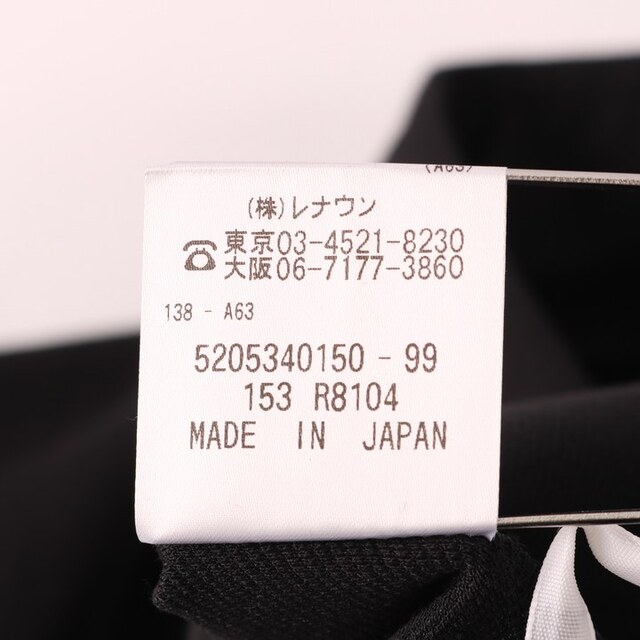 (A63)
(株)レナウン
☎東京03-4521-8230
大阪06-7177-3860
138 - A63
5205340150 - 99
153 R8104
MADE IN JAPAN